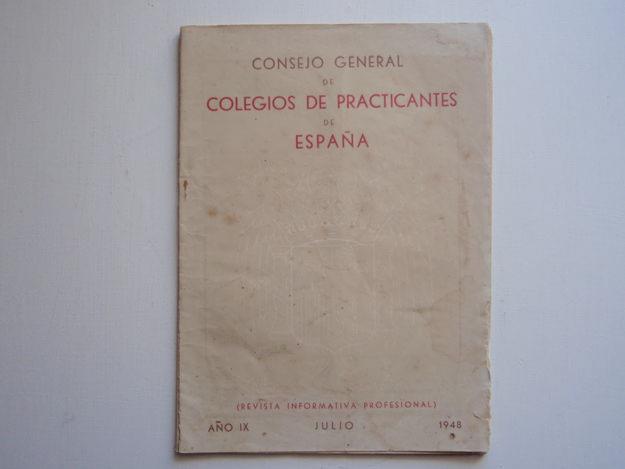 CONSEJO GENERAL
DE
COLEGIOS DE PRACTICANTES
DE
ESPAÑA
(REVISTA INFORMATIVA PROFESIONAL)
AÑO IX JULIO 1948